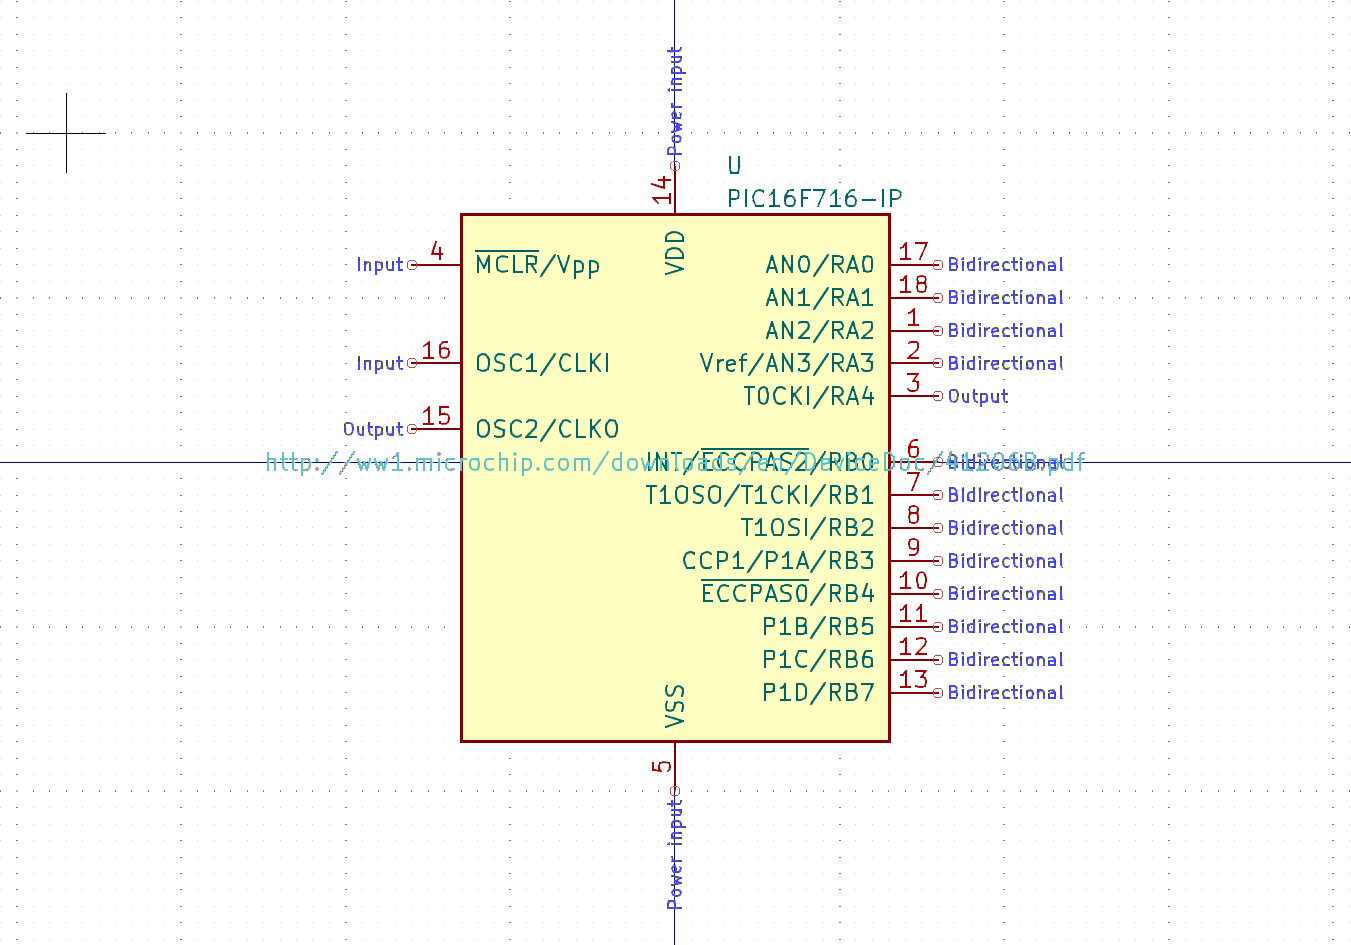 Power input
14
U
PIC16F716-IP
VDD
Input 4 MCLR/Vpp
AN0/RA0 17 Bidirectional
AN1/RA1 18 Bidirectional
AN2/RA2 1 Bidirectional
Input 16 OSC1/CLKI
Vref/AN3/RA3 2 Bidirectional
T0CKI/RA4 3 Output
Output 15 OSC2/CLKO
INT/ECCPAS2/RB0 6 Bidirectional
http://ww1.microchip.com/downloads/en/DeviceDoc/41206B.pdf
T1OSO/T1CKI/RB1 7 Bidirectional
T1OSI/RB2 8 Bidirectional
CCP1/P1A/RB3 9 Bidirectional
ECCPAS0/RB4 10 Bidirectional
P1B/RB5 11 Bidirectional
P1C/RB6 12 Bidirectional
P1D/RB7 13 Bidirectional
VSS
5
Power input